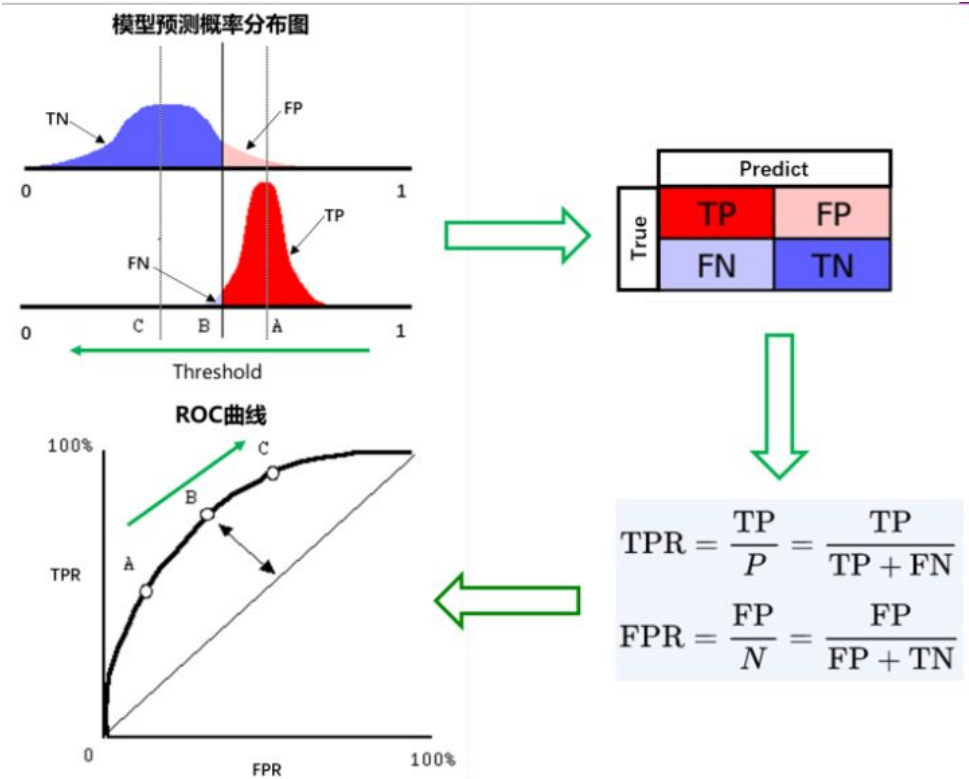 模型预测概率分布图
TN
FP
0
1
TP
FN
0
C
B
A
1
Threshold
Predict
True
TP
FP
FN
TN
TPR = TP / P = TP / TP + FN
FPR = FP / N = FP / FP + TN
ROC曲线
100%
C
B
A
TPR
0
FPR
100%